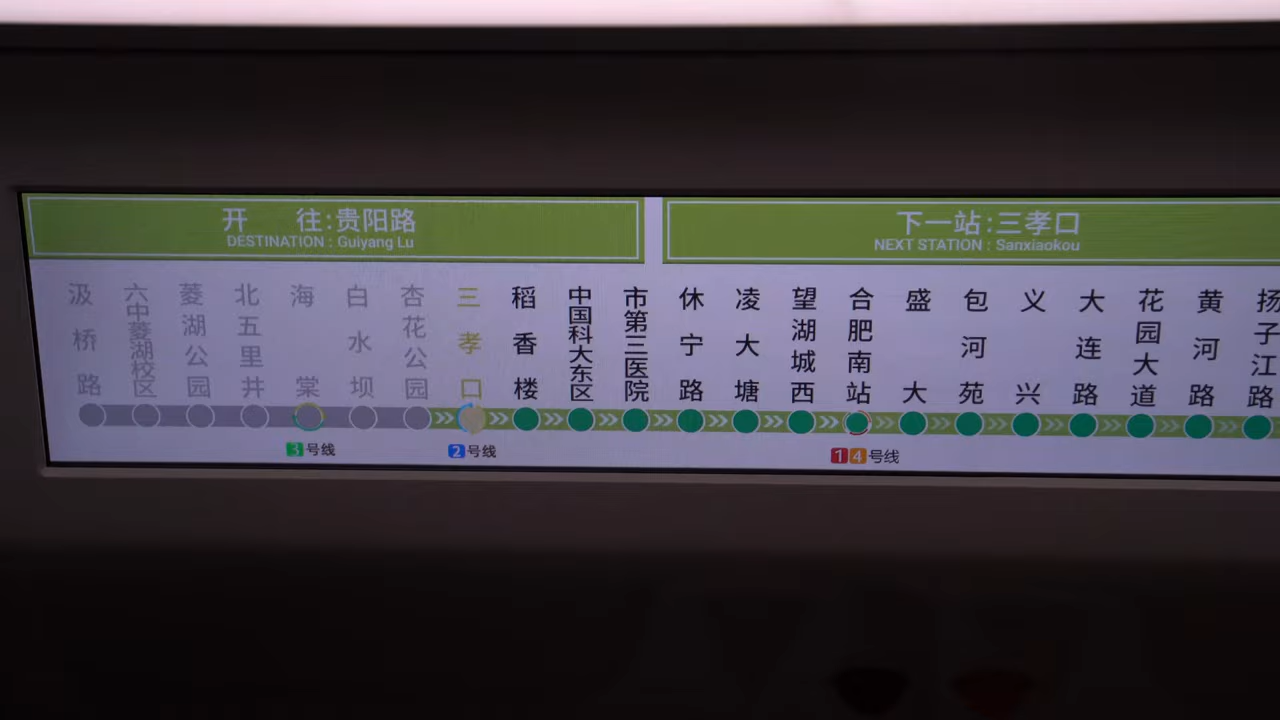 开 往:贵阳路
DESTINATION : Guiyang Lu
下一站:三孝口
NEXT STATION : Sanxiaokou
汲桥路
六中菱湖校区
菱湖公园
北五里井
海棠
白水坝
杏花公园
三孝口
稻香楼
中国科大东区
市第三医院
休宁路
凌大塘
望湖城西
合肥南站
盛大
包河苑
义兴
大连路
花园大道
黄河路
扬子江路
3号线
2号线
1 4号线